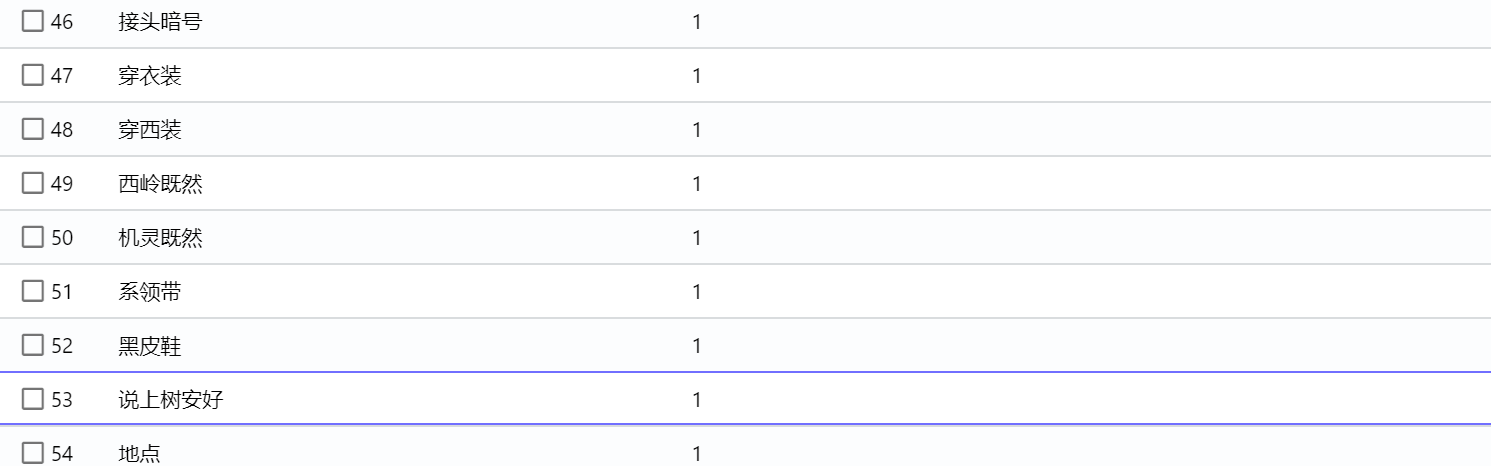 46 接头暗号 1
47 穿衣装 1
48 穿西装 1
49 西岭既然 1
50 机灵既然 1
51 系领带 1
52 黑皮鞋 1
53 说上树安好 1
54 地点 1